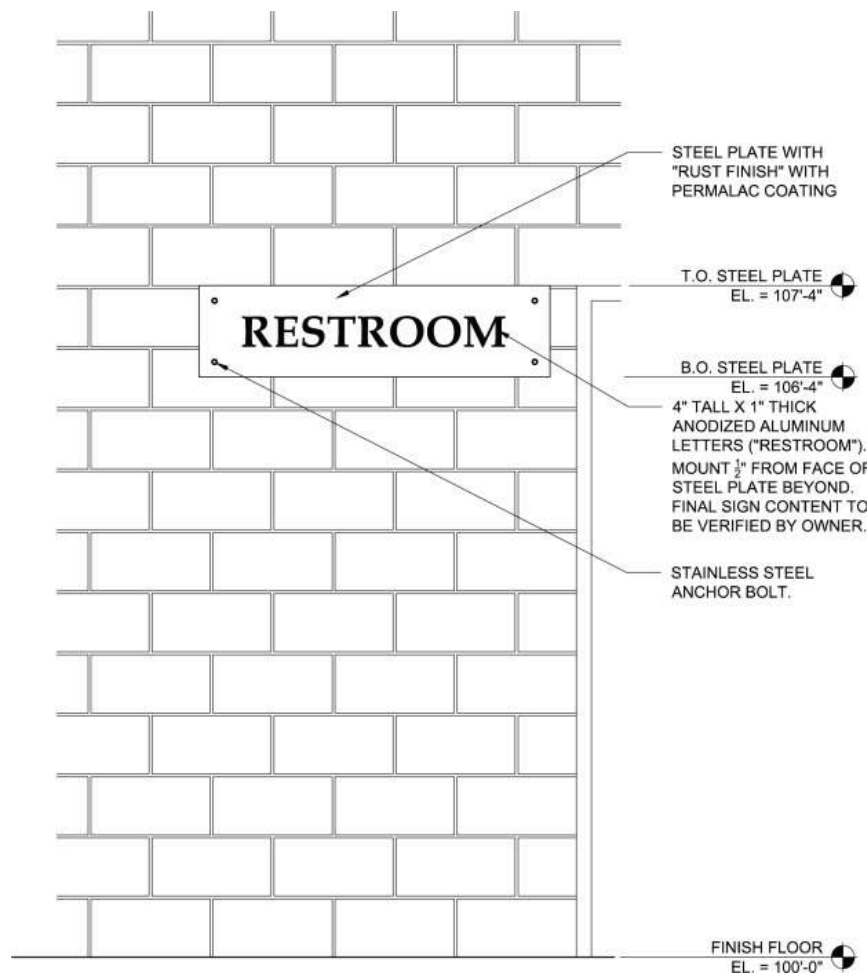 STEEL PLATE WITH
"RUST FINISH" WITH
PERMALAC COATING
T.O. STEEL PLATE
EL. = 107'-4"
RESTROOM
B.O. STEEL PLATE
EL. = 106'-4"
4" TALL X 1" THICK
ANODIZED ALUMINUM
LETTERS ("RESTROOM").
MOUNT ½" FROM FACE OF
STEEL PLATE BEYOND.
FINAL SIGN CONTENT TO
BE VERIFIED BY OWNER.
STAINLESS STEEL
ANCHOR BOLT.
FINISH FLOOR
EL. = 100'-0"